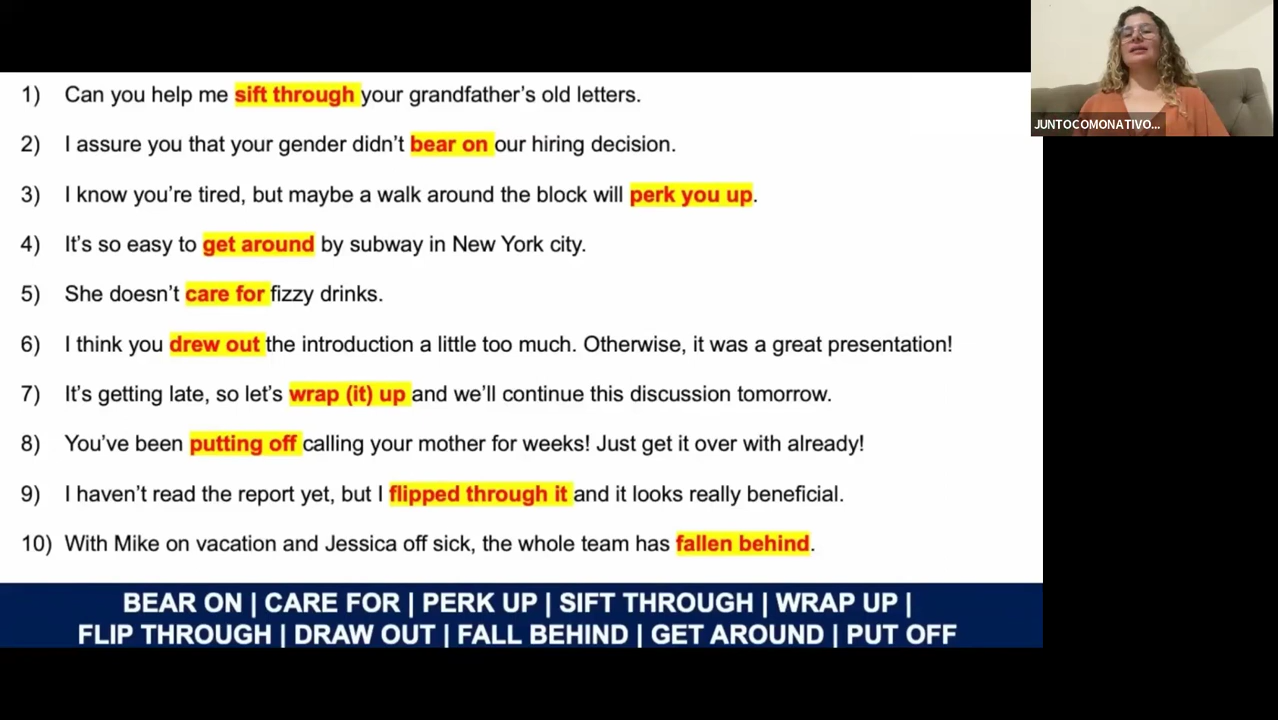 1) Can you help me sift through your grandfather's old letters.
2) I assure you that your gender didn't bear on our hiring decision.
3) I know you're tired, but maybe a walk around the block will perk you up.
4) It's so easy to get around by subway in New York city.
5) She doesn't care for fizzy drinks.
6) I think you drew out the introduction a little too much. Otherwise, it was a great presentation!
7) It's getting late, so let's wrap (it) up and we'll continue this discussion tomorrow.
8) You've been putting off calling your mother for weeks! Just get it over with already!
9) I haven't read the report yet, but I flipped through it and it looks really beneficial.
10) With Mike on vacation and Jessica off sick, the whole team has fallen behind.
BEAR ON | CARE FOR | PERK UP | SIFT THROUGH | WRAP UP |
FLIP THROUGH | DRAW OUT | FALL BEHIND | GET AROUND | PUT OFF
JUNTOCOMONATIVO...